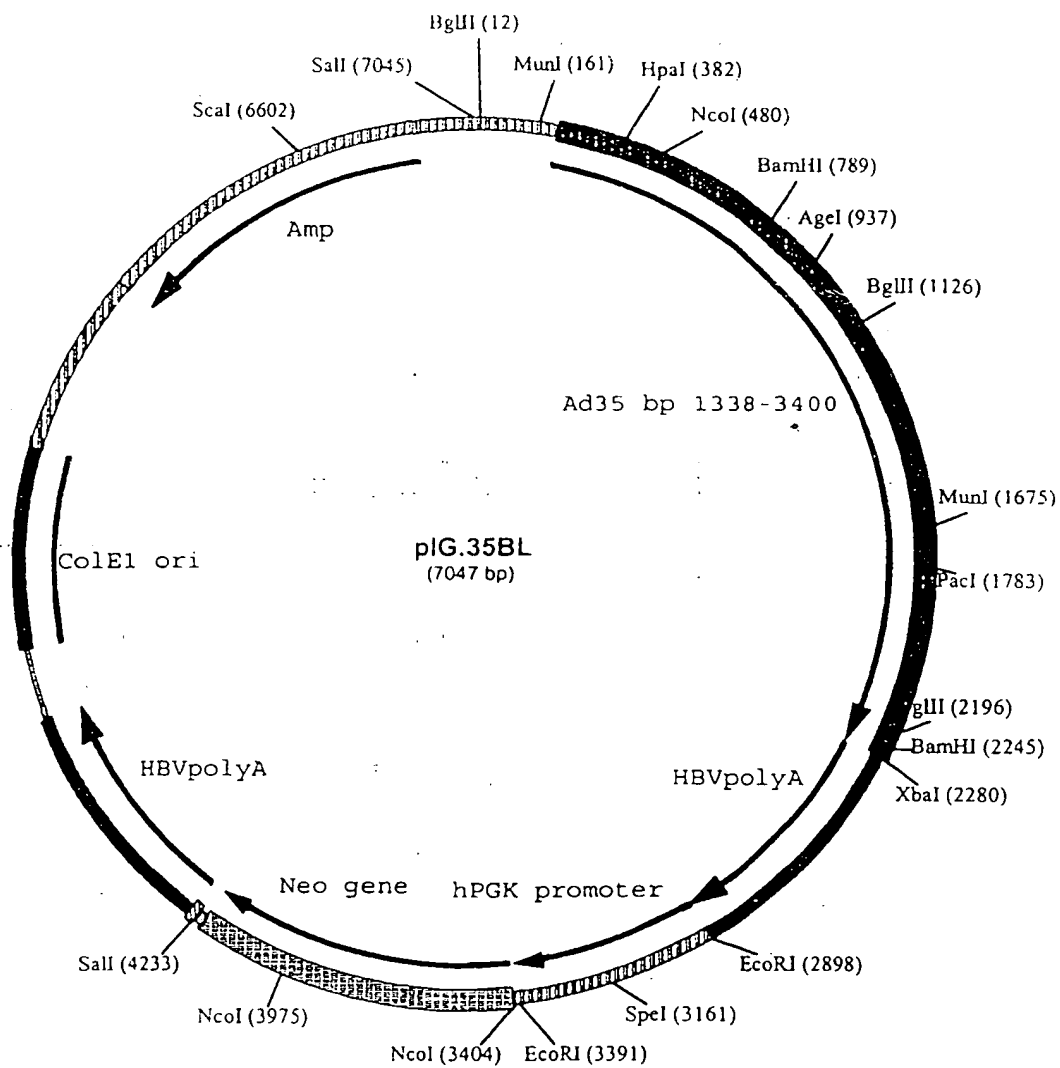 BglII (12)
SalI (7045)
MunI (161)
HpaI (382)
ScaI (6602)
NcoI (480)
BamHI (789)
AgeI (937)
Amp
BglII (1126)
Ad35 bp 1338-3400
MunI (1675)
pIG.35BL
ColE1 ori
(7047 bp)
PacI (1783)
glII (2196)
BamHI (2245)
HBVpolyA
HBVpolyA
XbaI (2280)
Neo gene
hPGK promoter
SalI (4233)
EcoRI (2898)
NcoI (3975)
SpeI (3161)
NcoI (3404)
EcoRI (3391)